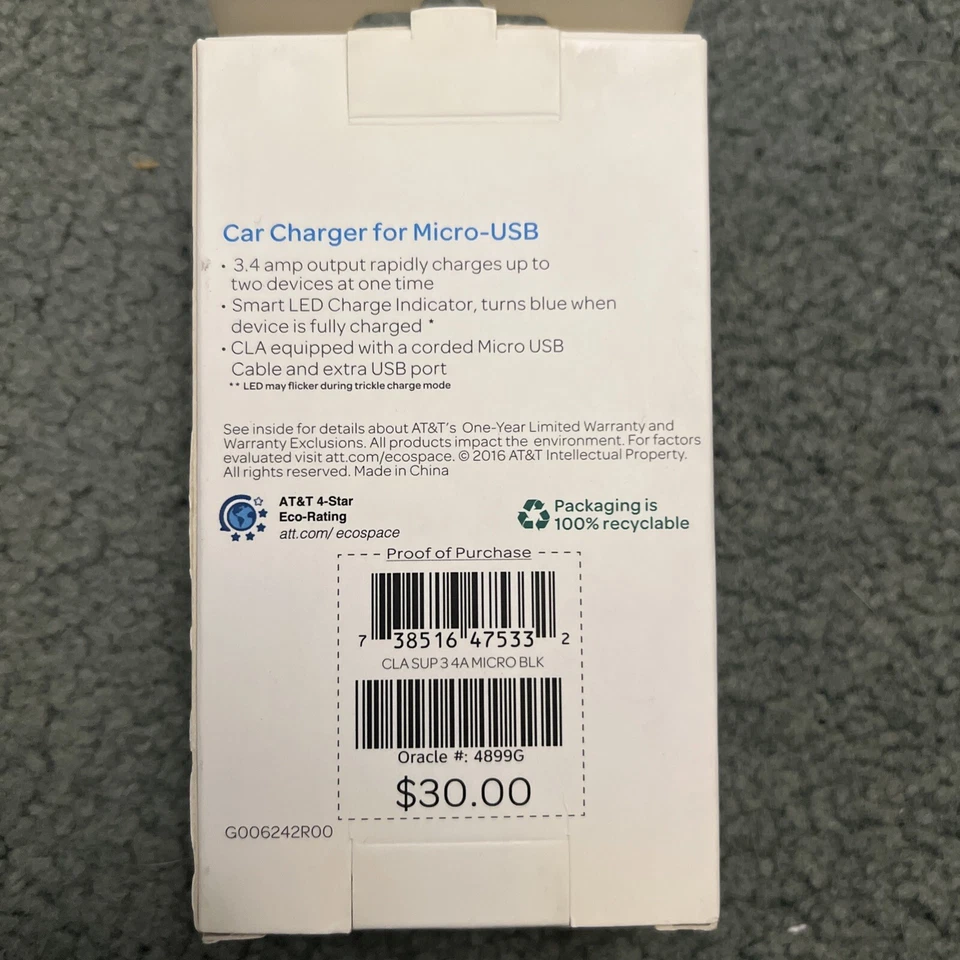 Car Charger for Micro-USB
• 3.4 amp output rapidly charges up to
two devices at one time
• Smart LED Charge Indicator, turns blue when
device is fully charged *
• CLA equipped with a corded Micro USB
Cable and extra USB port
** LED may flicker during trickle charge mode
See inside for details about AT&T's One-Year Limited Warranty and
Warranty Exclusions. All products impact the environment. For factors
evaluated visit att.com/ecospace. © 2016 AT&T Intellectual Property.
All rights reserved. Made in China
AT&T 4-Star
Eco-Rating
att.com/ ecospace
Packaging is
100% recyclable
Proof of Purchase
7 38516 47533 2
CLA SUP 3 4A MICRO BLK
Oracle #: 4899G
$30.00
G006242R00